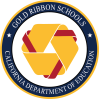 GOLD RIBBON SCHOOLS
CALIFORNIA DEPARTMENT OF EDUCATION